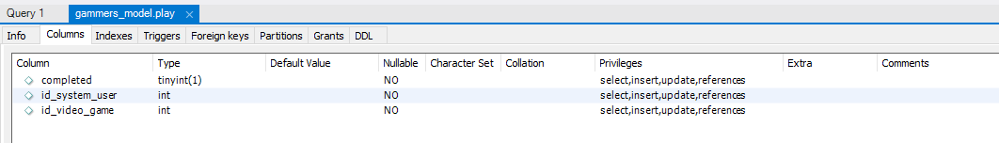 Query 1 gammers_model.play ×
Info Columns Indexes Triggers Foreign keys Partitions Grants DDL
Column Type Default Value Nullable Character Set Collation Privileges Extra Comments
completed tinyint(1) NO select,insert,update,references
id_system_user int NO select,insert,update,references
id_video_game int NO select,insert,update,references